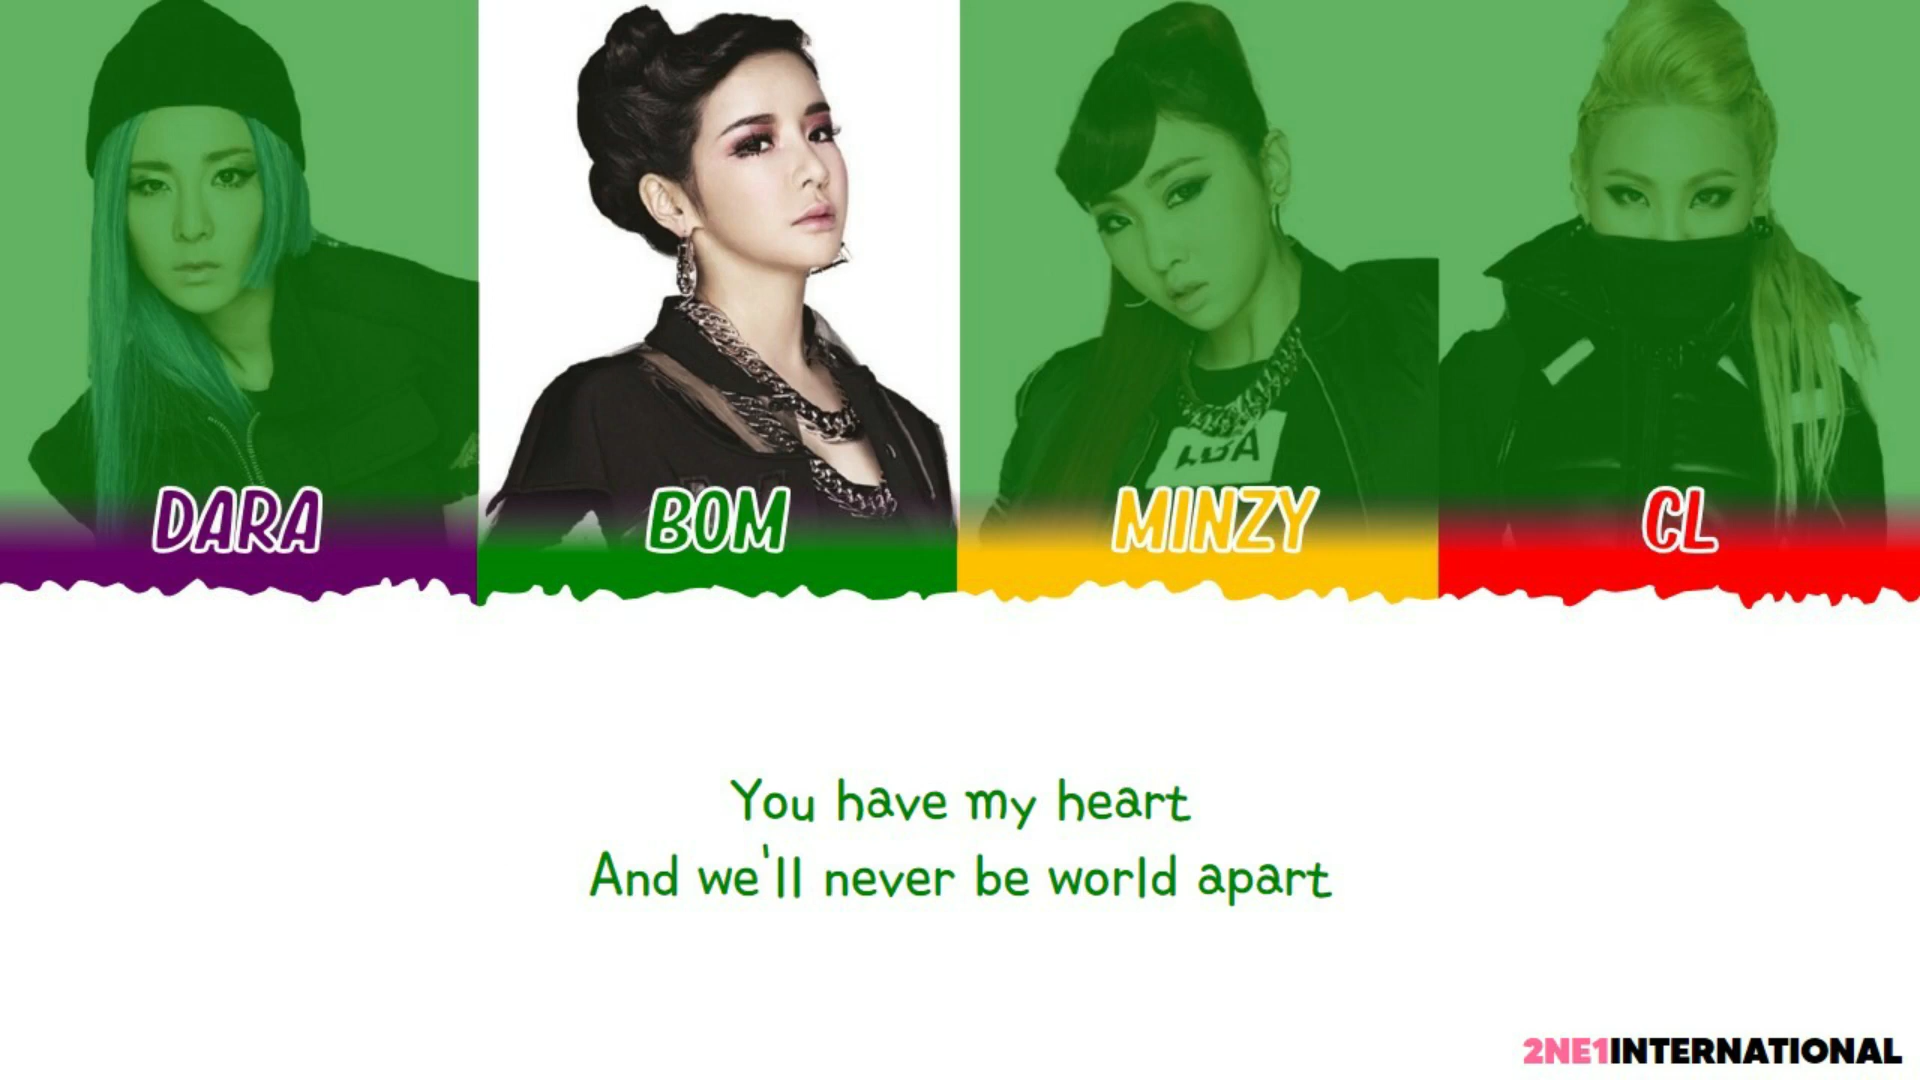 DARA
BOM
MINZY
CL
You have my heart
And we'll never be world apart
2NE1INTERNATIONAL